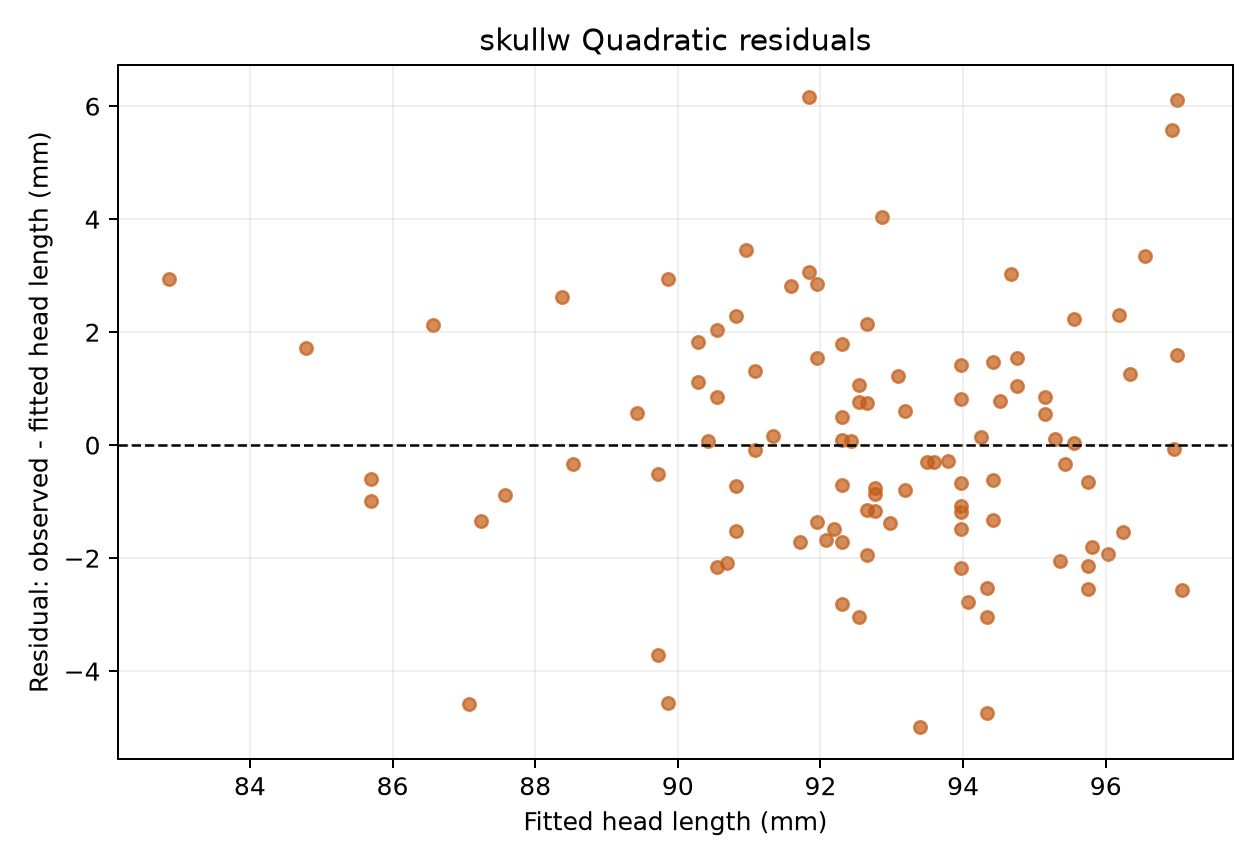 skullw Quadratic residuals
Residual: observed - fitted head length (mm)
6
4
2
0
−2
−4
84 86 88 90 92 94 96
Fitted head length (mm)